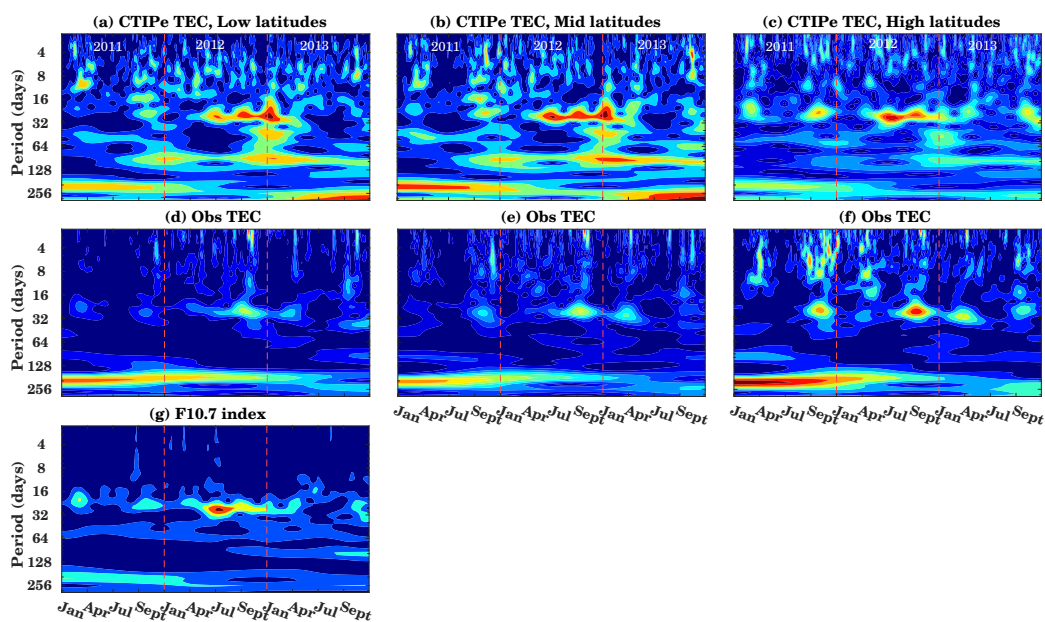 (a) CTIPe TEC, Low latitudes
(b) CTIPe TEC, Mid latitudes
(c) CTIPe TEC, High latitudes
2011 2012 2013
2011 2012 2013
2011 2012 2013
Period (days)
4
8
16
32
64
128
256
(d) Obs TEC
(e) Obs TEC
(f) Obs TEC
Period (days)
4
8
16
32
64
128
256
Jan Apr Jul Sept Jan Apr Jul Sept Jan Apr Jul Sept
Jan Apr Jul Sept Jan Apr Jul Sept Jan Apr Jul Sept
(g) F10.7 index
Period (days)
4
8
16
32
64
128
256
Jan Apr Jul Sept Jan Apr Jul Sept Jan Apr Jul Sept